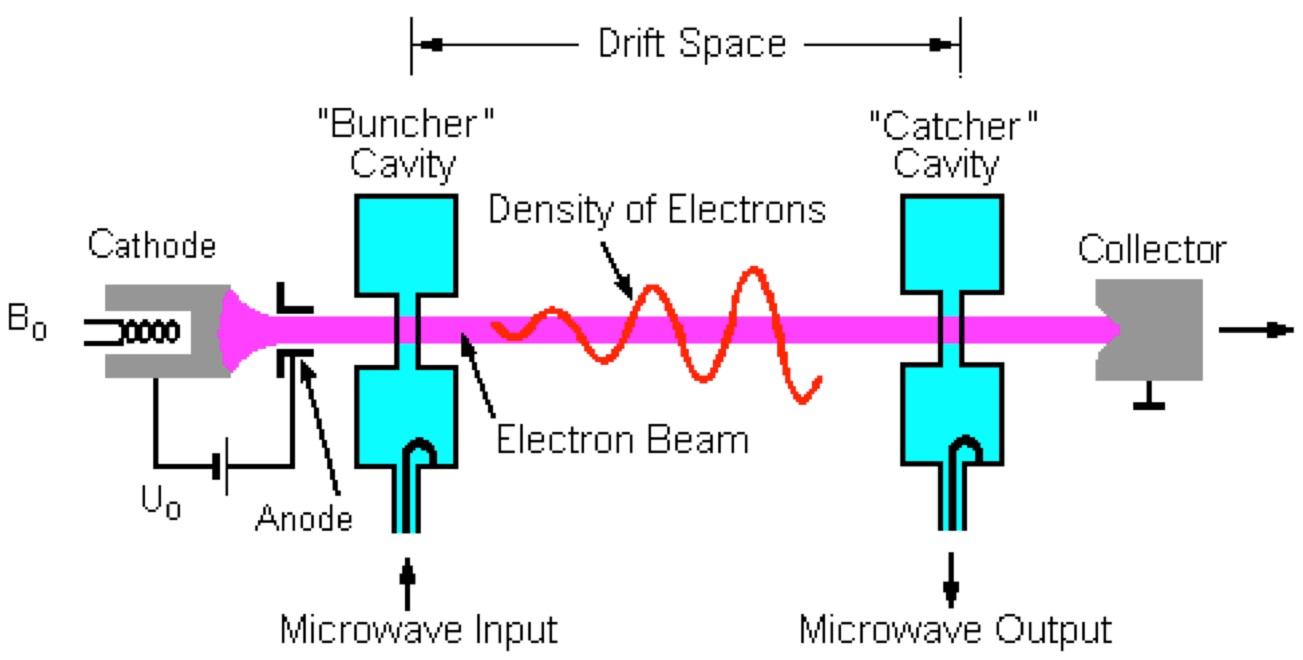 Drift Space
"Buncher"
Cavity
"Catcher"
Cavity
Density of Electrons
Cathode
Collector
B₀
Electron Beam
U₀
Anode
Microwave Input
Microwave Output